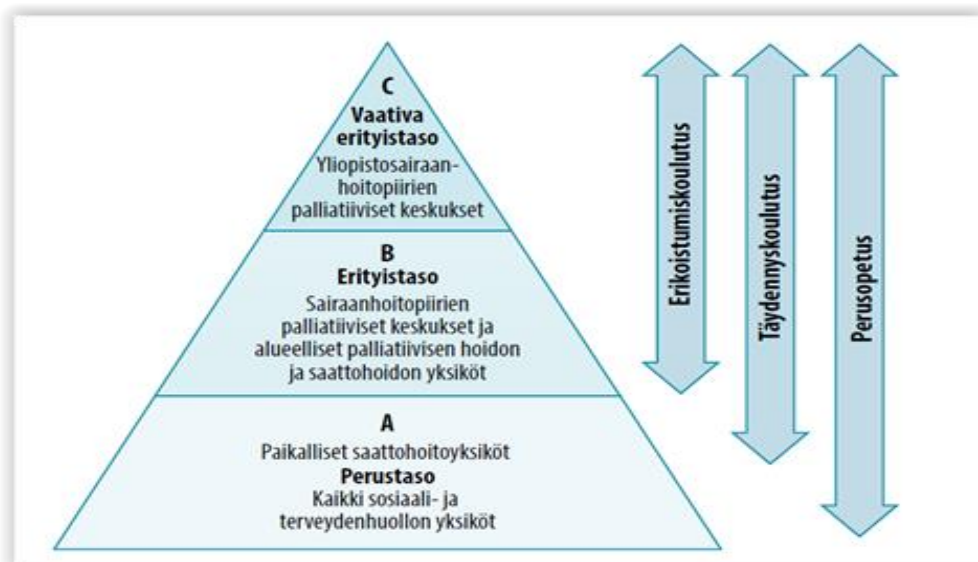 C
Vaativa
erityistaso
Yliopistosairaan-
hoitopiirien
palliatiiviset keskukset
B
Erityistaso
Sairaanhoitopiirien
palliatiiviset keskukset ja
alueelliset palliatiivisen hoidon
ja saattohoidon yksiköt
A
Paikalliset saattohoitoyksiköt
Perustaso
Kaikki sosiaali- ja
terveydenhuollon yksiköt
Erikoistumiskoulutus
Täydennyskoulutus
Perusopetus